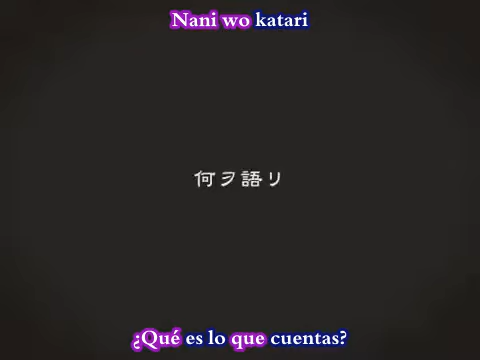 Nani wo katari
何ヲ語リ
¿Qué es lo que cuentas?